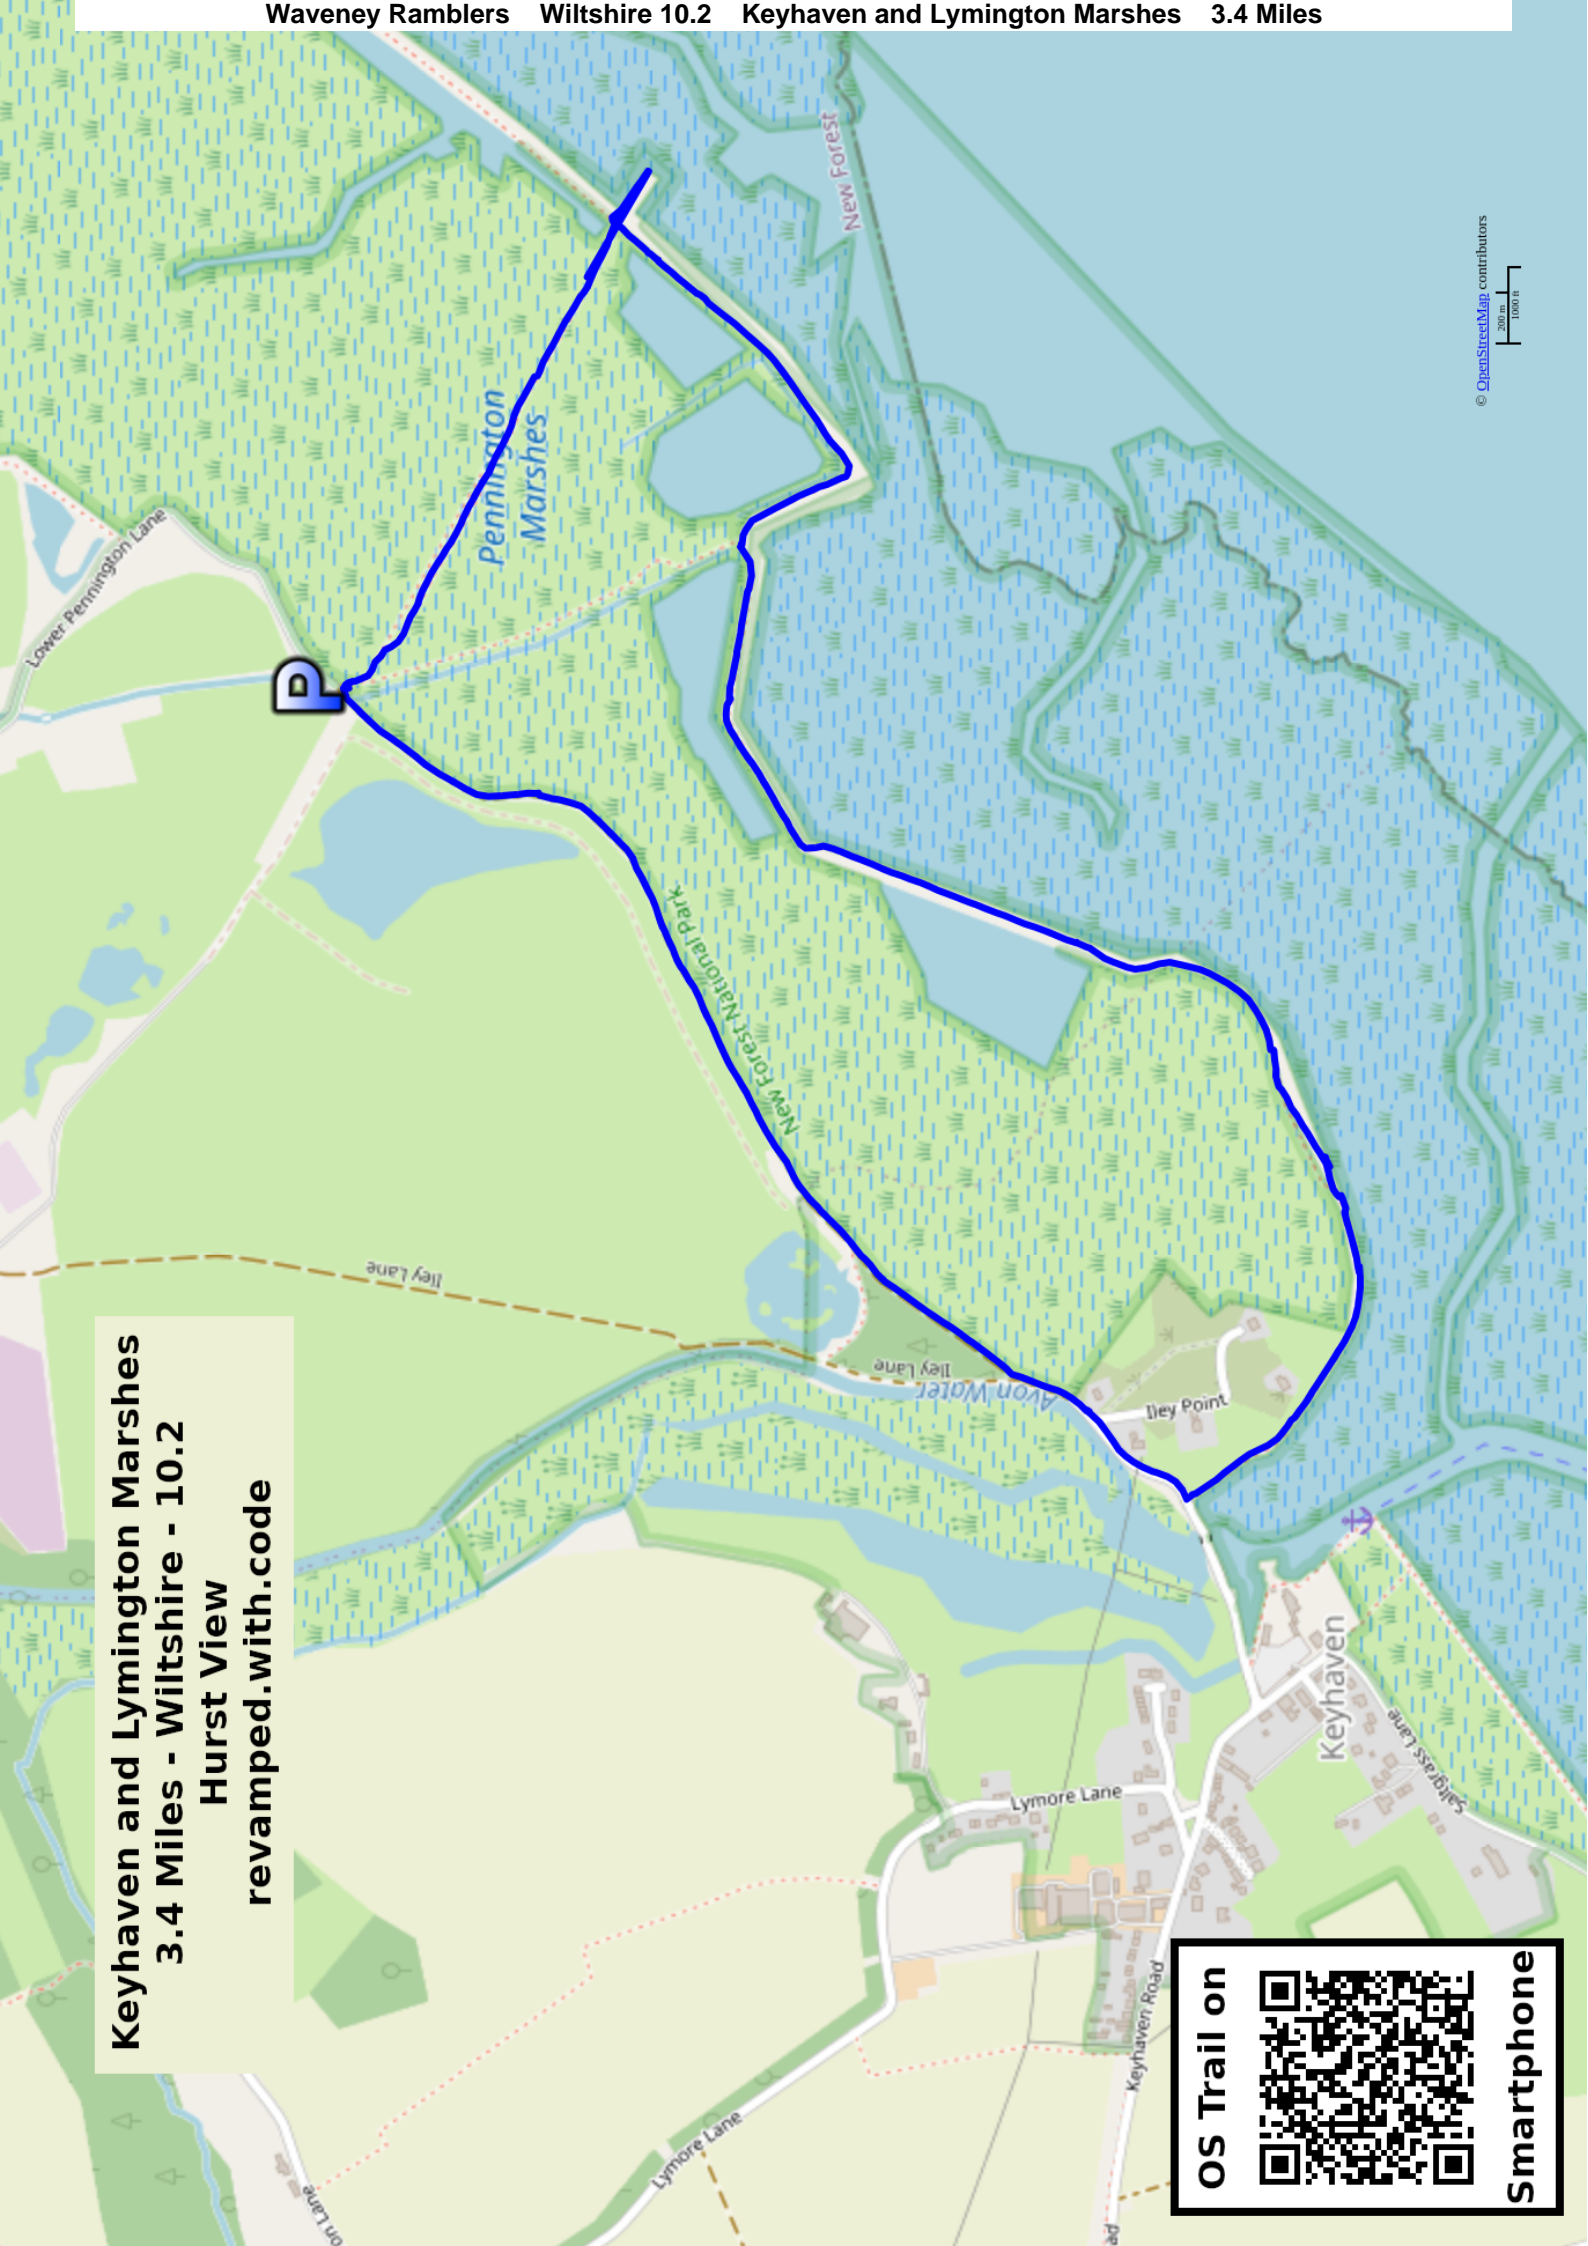 Waveney Ramblers Wiltshire 10.2 Keyhaven and Lymington Marshes 3.4 Miles
Keyhaven and Lymington Marshes
3.4 Miles - Wiltshire - 10.2
Hurst View
revamped.with.code
P
Lower Pennington Lane
Pennington
Marshes
New Forest
New Forest National Park
Iley Lane
Iley Lane
Avon Water
Iley Point
Keyhaven
Saltgrass Lane
Lymore Lane
Lymore Lane
Keyhaven Road
on Lane
ad
© OpenStreetMap contributors
200 m
1000 ft
OS Trail on
Smartphone